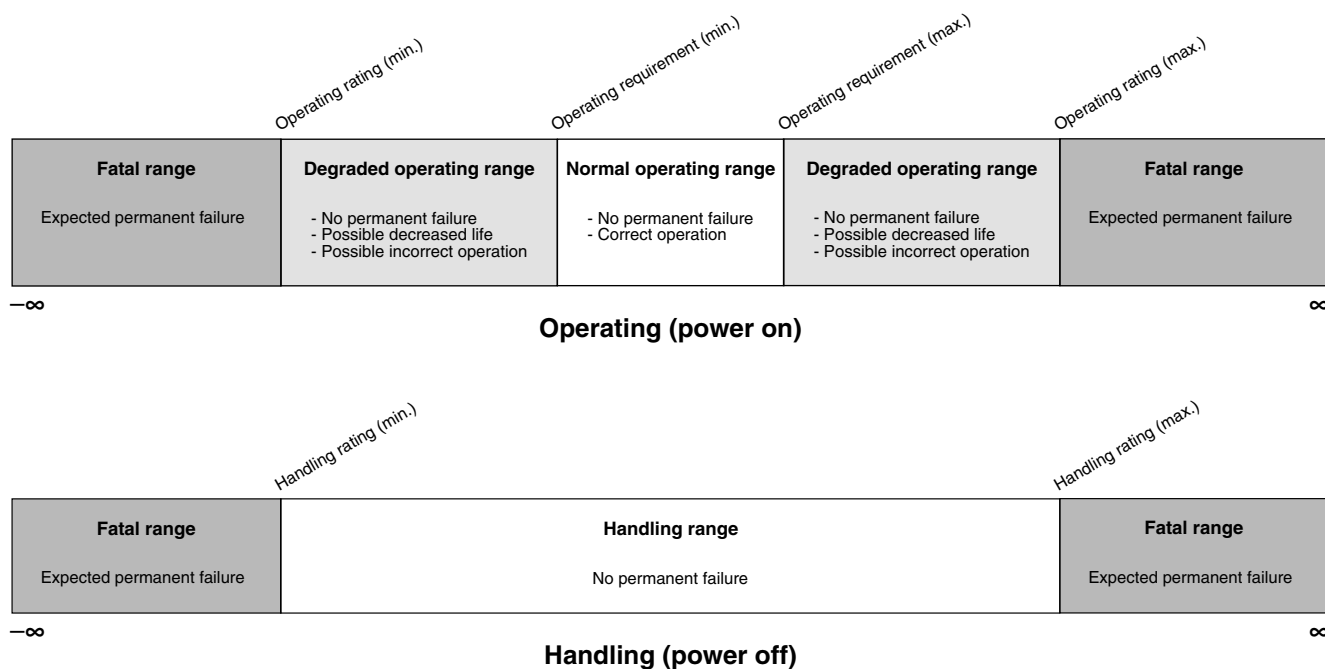 Operating rating (min.)
Operating requirement (min.)
Operating requirement (max.)
Operating rating (max.)
Fatal range
Expected permanent failure
Degraded operating range
- No permanent failure
- Possible decreased life
- Possible incorrect operation
Normal operating range
- No permanent failure
- Correct operation
Degraded operating range
- No permanent failure
- Possible decreased life
- Possible incorrect operation
Fatal range
Expected permanent failure
–∞
∞
Operating (power on)
Handling rating (min.)
Handling rating (max.)
Fatal range
Expected permanent failure
Handling range
No permanent failure
Fatal range
Expected permanent failure
–∞
∞
Handling (power off)